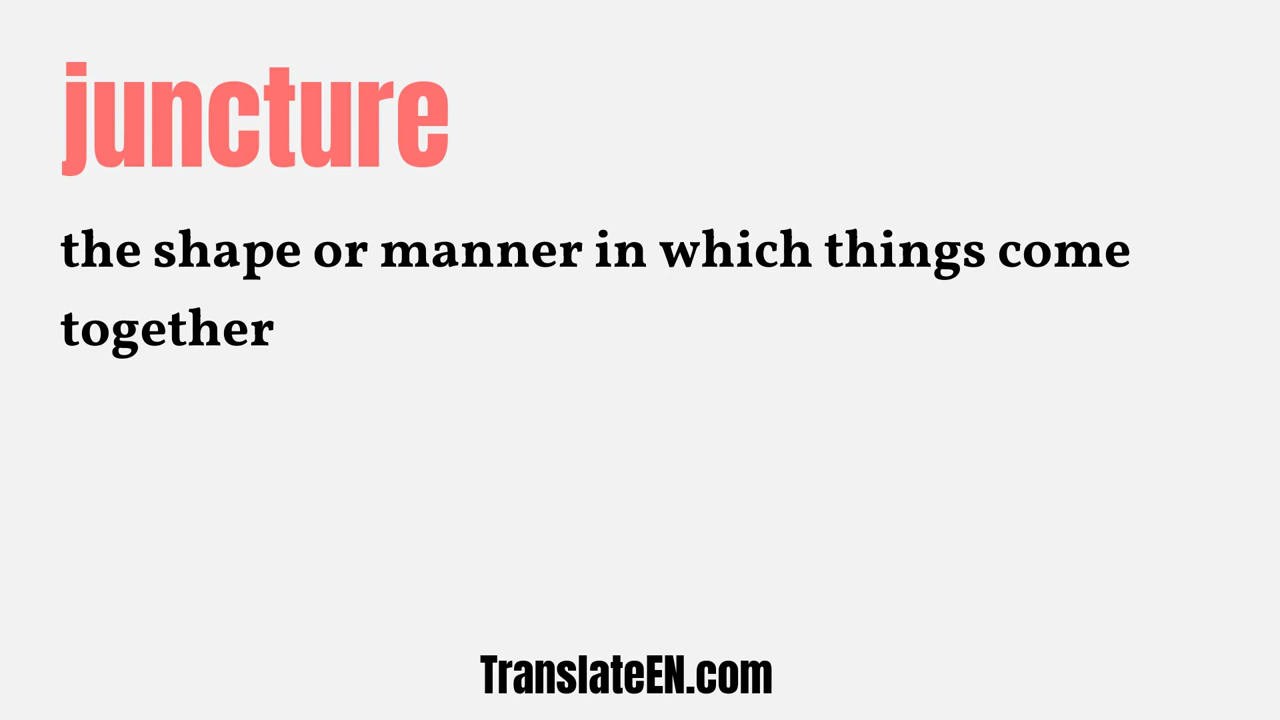 juncture
the shape or manner in which things come
together
TranslateEN.com